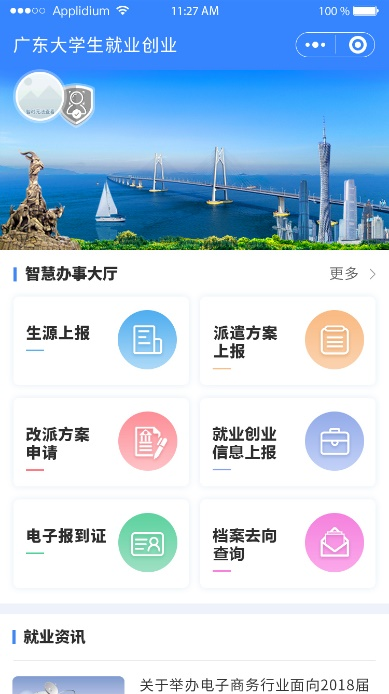 Applidium
11:27 AM
100 %
广东大学生就业创业
智慧办事大厅
更多
生源上报
派遣方案
上报
改派方案
申请
就业创业
信息上报
电子报到证
档案去向
查询
就业资讯
关于举办电子商务行业面向2018届